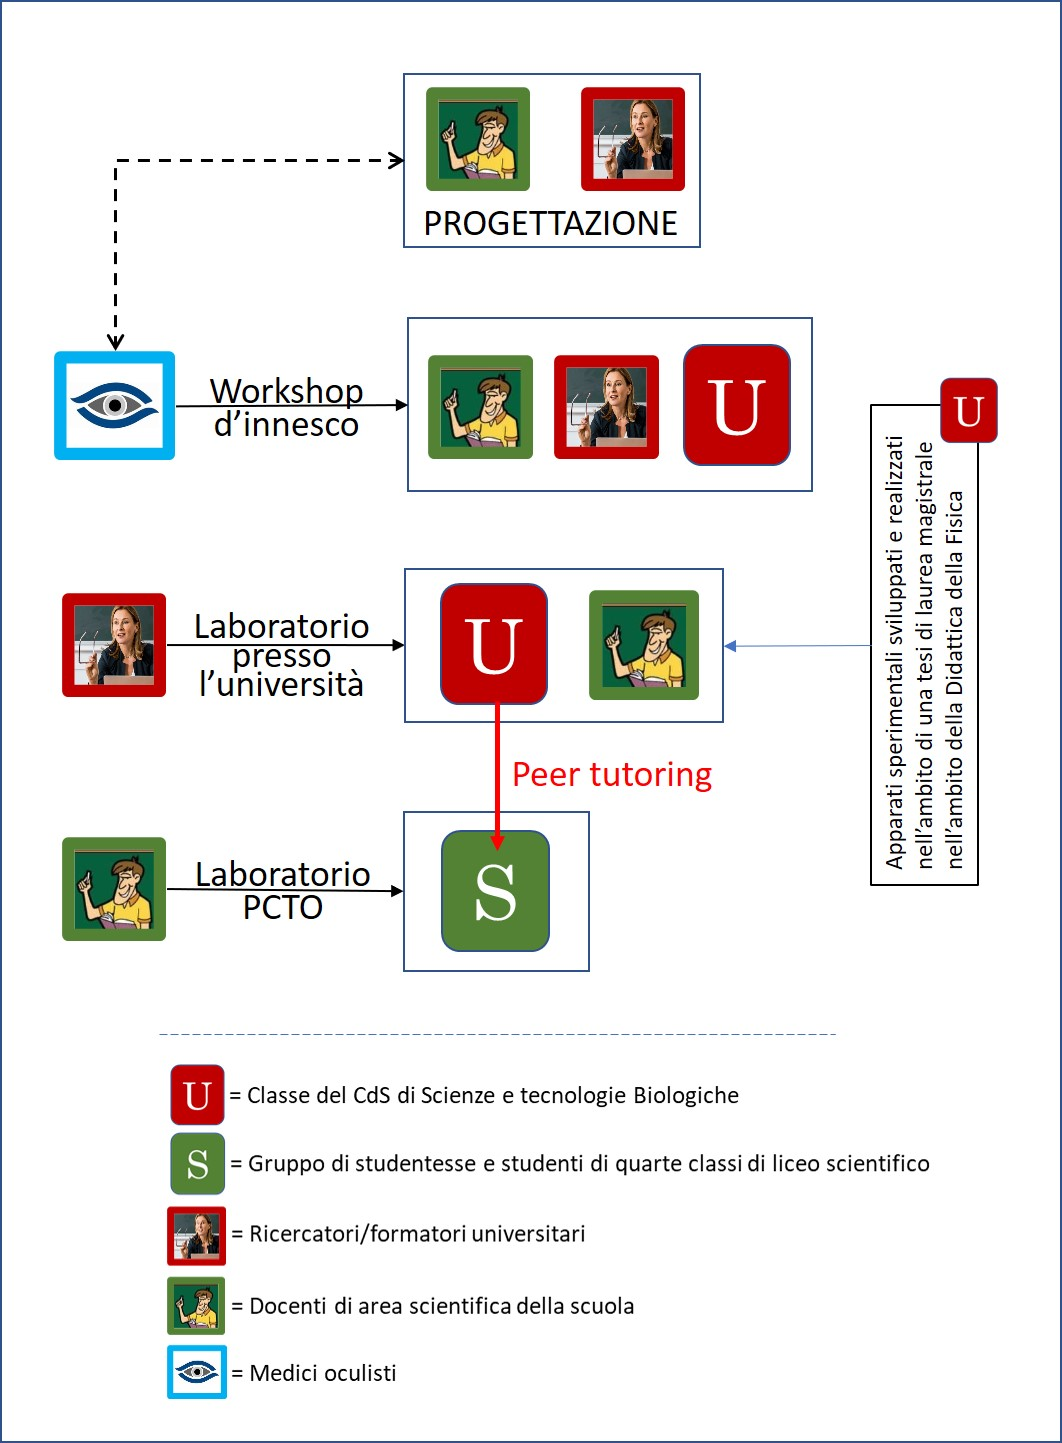 PROGETTAZIONE
Workshop
d'innesco
U
U
Apparati sperimentali sviluppati e realizzati
nell'ambito di una tesi di laurea magistrale
nell'ambito della Didattica della Fisica
Laboratorio
presso
l'università
U
Peer tutoring
Laboratorio
PCTO
S
U = Classe del CdS di Scienze e tecnologie Biologiche
S = Gruppo di studentesse e studenti di quarte classi di liceo scientifico
= Ricercatori/formatori universitari
= Docenti di area scientifica della scuola
= Medici oculisti